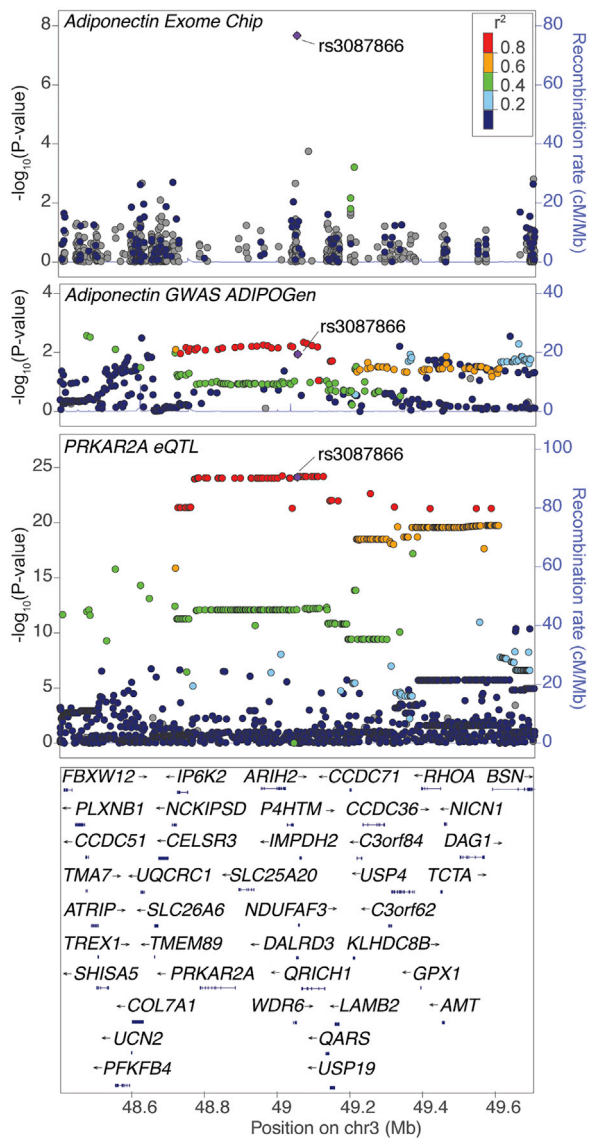 Adiponectin Exome Chip
r²
rs3087866
0.8
0.6
0.4
0.2
-log10(P-value)
Recombination rate (cM/Mb)
8
6
4
2
0
80
60
40
20
0
Adiponectin GWAS ADIPOGen
rs3087866
-log10(P-value)
Recombination rate (cM/Mb)
4
2
0
40
20
0
PRKAR2A eQTL
rs3087866
-log10(P-value)
Recombination rate (cM/Mb)
25
20
15
10
5
0
100
80
60
40
20
0
FBXW12→ ←IP6K2 ARIH2→ ←CCDC71 ←RHOA BSN→
←PLXNB1 ←NCKIPSD P4HTM→ CCDC36→ ←NICN1
←CCDC51 ←CELSR3 ←IMPDH2 ←C3orf84 DAG1→
TMA7→ ←UQCRC1 ←SLC25A20 ←USP4 TCTA→
ATRIP→ ←SLC26A6 NDUFAF3→ ←C3orf62
TREX1→ ←TMEM89 ←DALRD3 KLHDC8B→
←SHISA5 ←PRKAR2A ←QRICH1 ←GPX1
←COL7A1 WDR6→ ←LAMB2 ←AMT
←UCN2 ←QARS
←PFKFB4 ←USP19
48.6 48.8 49 49.2 49.4 49.6
Position on chr3 (Mb)